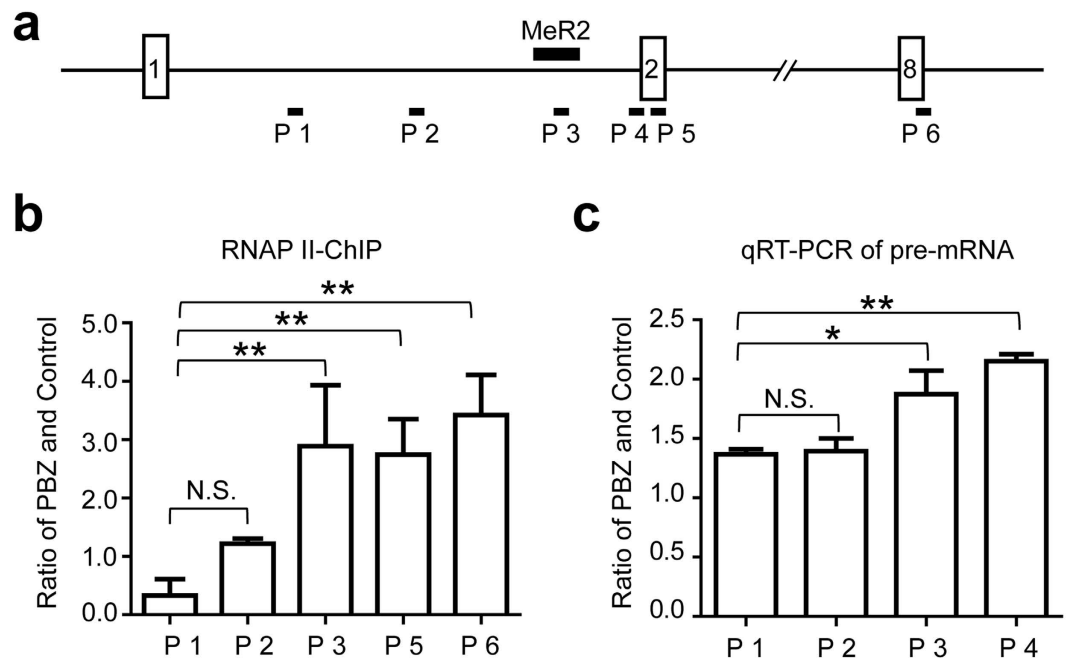 a
MeR2
1
2
8
P 1
P 2
P 3
P 4
P 5
P 6
b
RNAP II-ChIP
Ratio of PBZ and Control
5.0
4.0
3.0
2.0
1.0
0.0
**
**
**
N.S.
P 1
P 2
P 3
P 5
P 6
c
qRT-PCR of pre-mRNA
Ratio of PBZ and Control
2.5
2.0
1.5
1.0
0.5
0.0
**
*
N.S.
P 1
P 2
P 3
P 4